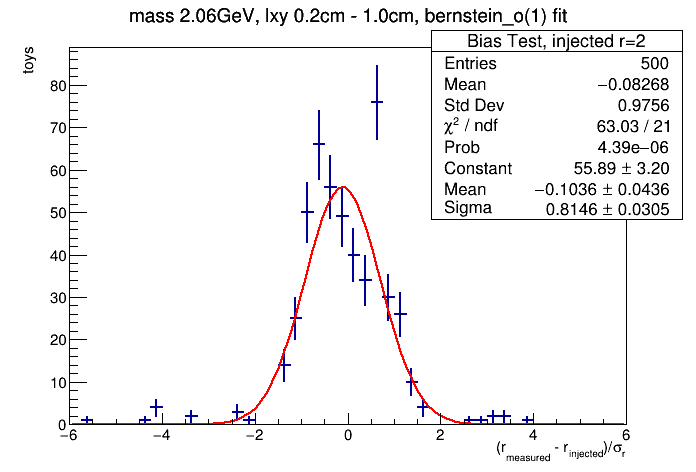 mass 2.06GeV, lxy 0.2cm - 1.0cm, bernstein_o(1) fit
toys
Bias Test, injected r=2
Entries 500
Mean −0.08268
Std Dev 0.9756
χ² / ndf 63.03 / 21
Prob 4.39e−06
Constant 55.89 ± 3.20
Mean −0.1036 ± 0.0436
Sigma 0.8146 ± 0.0305
80
70
60
50
40
30
20
10
0
−6 −4 −2 0 2 4 6
(r_measured - r_injected)/σ_r